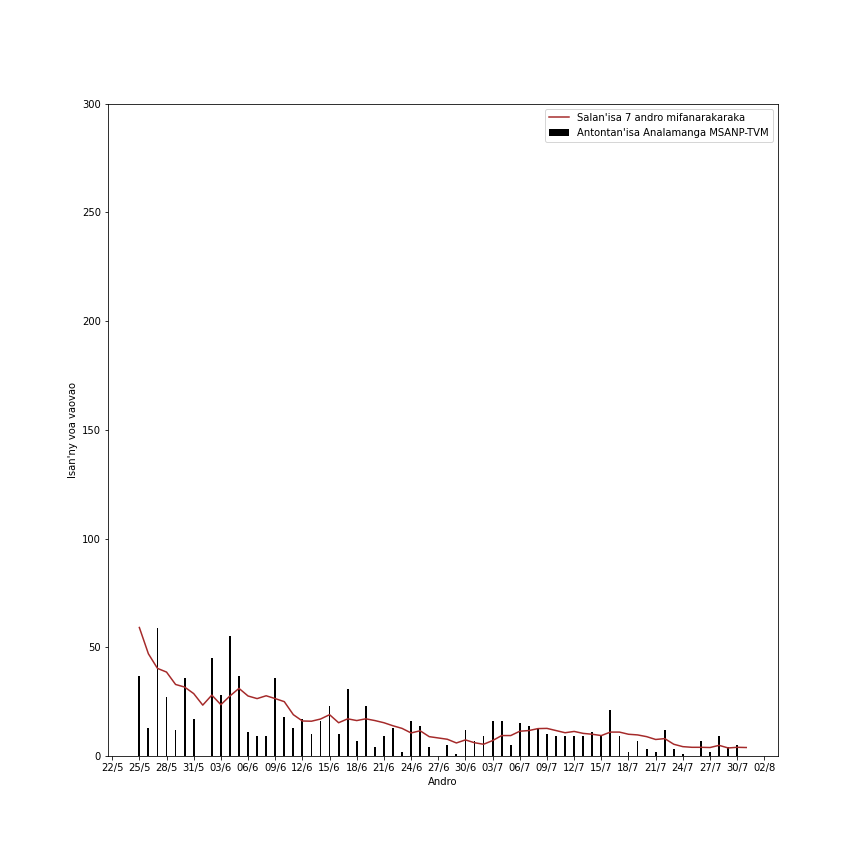 Salan'isa 7 andro mifanarakaraka
Antontan'isa Analamanga MSANP-TVM
300
250
200
150
100
50
0
Isan'ny voa vaovao
22/5 25/5 28/5 31/5 03/6 06/6 09/6 12/6 15/6 18/6 21/6 24/6 27/6 30/6 03/7 06/7 09/7 12/7 15/7 18/7 21/7 24/7 27/7 30/7 02/8
Andro